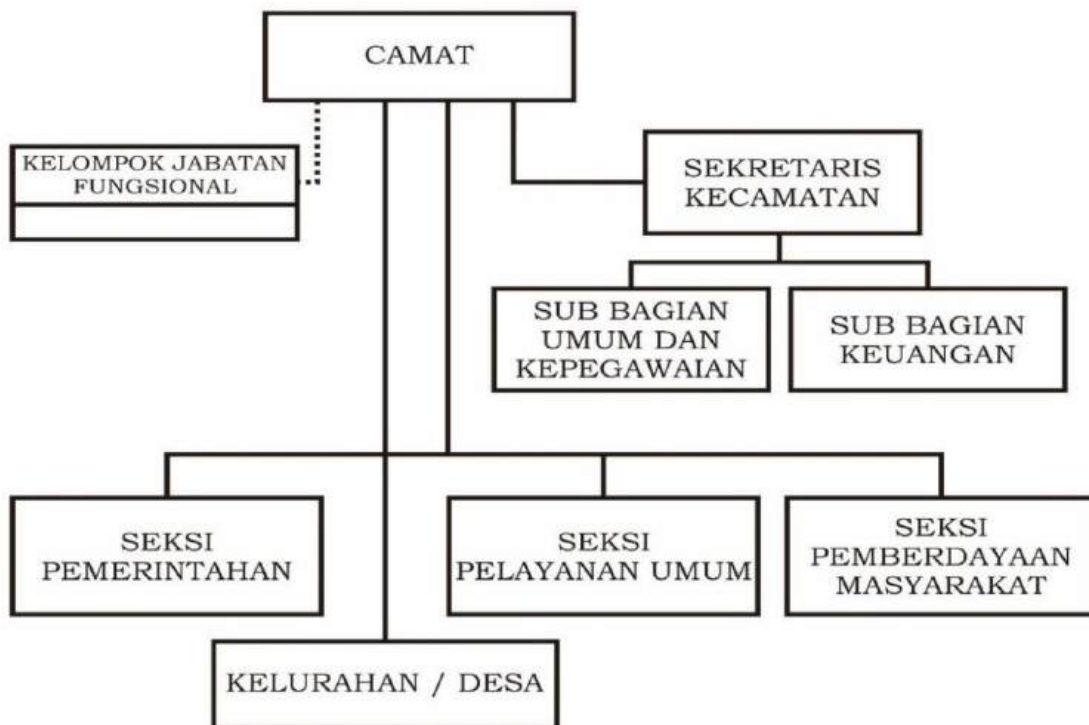 CAMAT
KELOMPOK JABATAN
FUNGSIONAL
SEKRETARIS
KECAMATAN
SUB BAGIAN
UMUM DAN
KEPEGAWAIAN
SUB BAGIAN
KEUANGAN
SEKSI
PEMERINTAHAN
SEKSI
PELAYANAN UMUM
SEKSI
PEMBERDAYAAN
MASYARAKAT
KELURAHAN / DESA